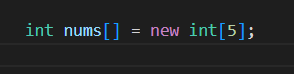 int nums[] = new int[5];